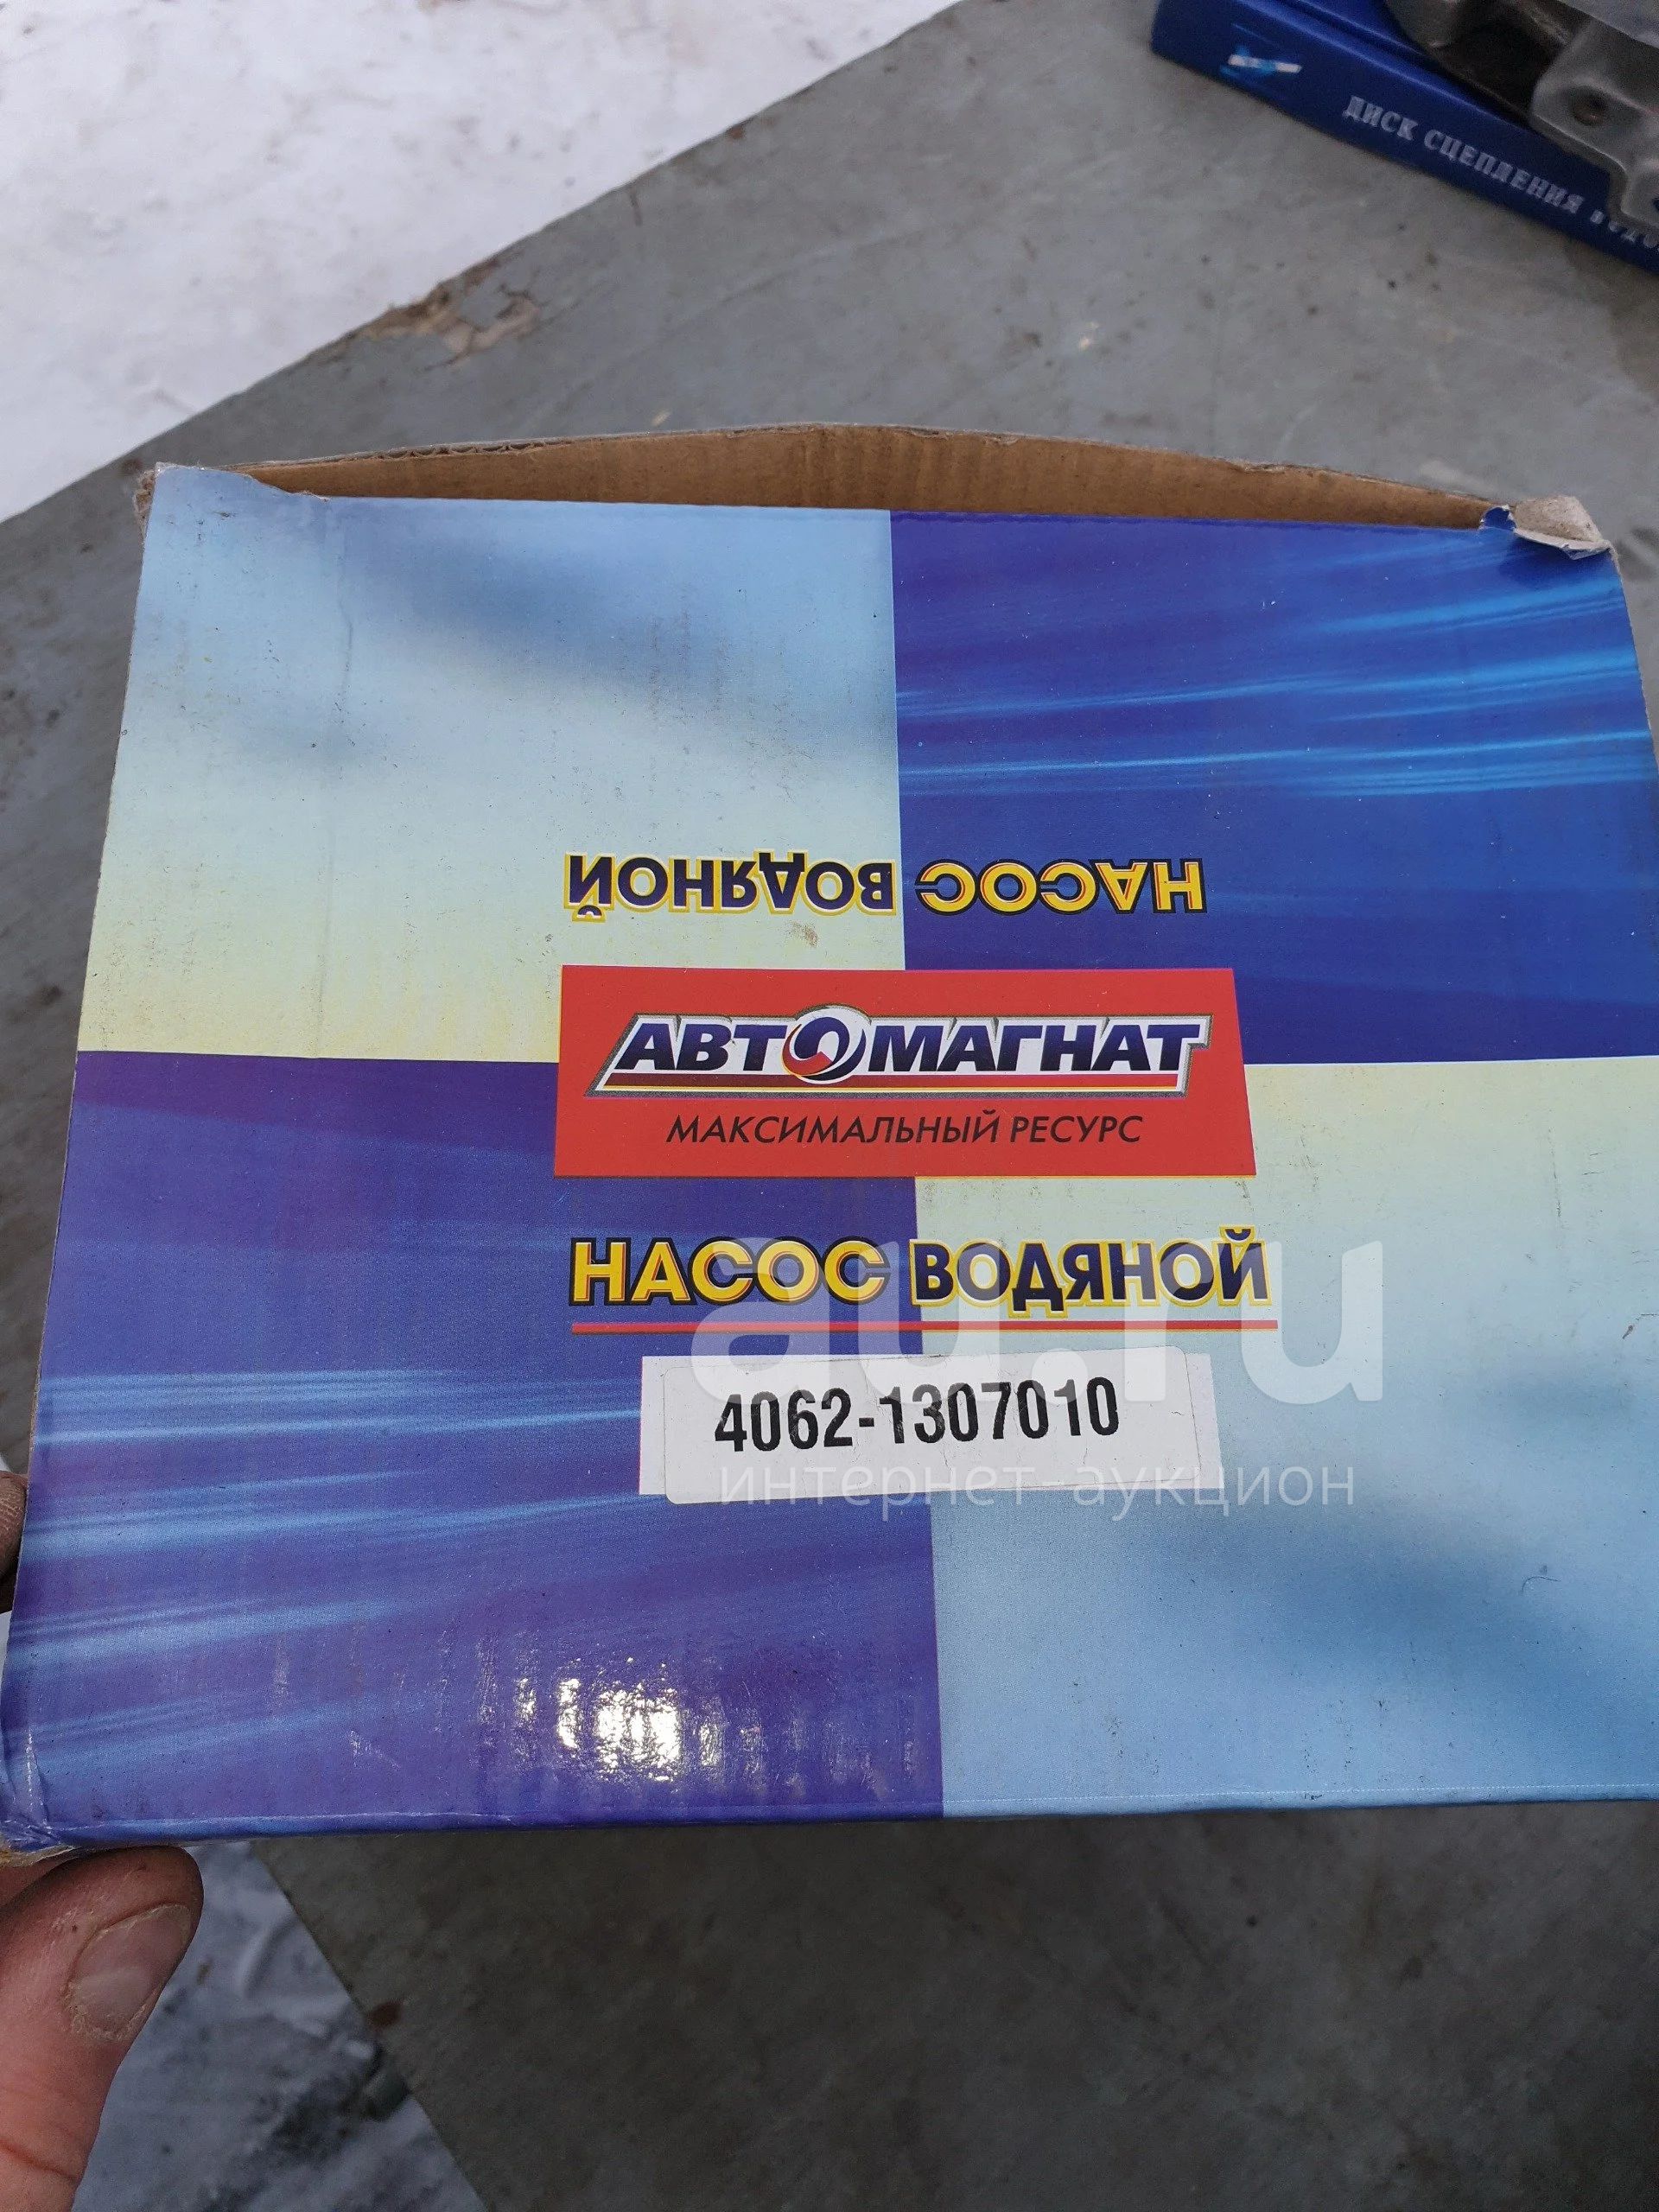 ДИСК СЦЕПЛЕНИЯ
НАСОС ВОДЯНОЙ
АВТОМАГНАТ
МАКСИМАЛЬНЫЙ РЕСУРС
НАСОС ВОДЯНОЙ
au.ru
4062-1307010
интернет-аукцион